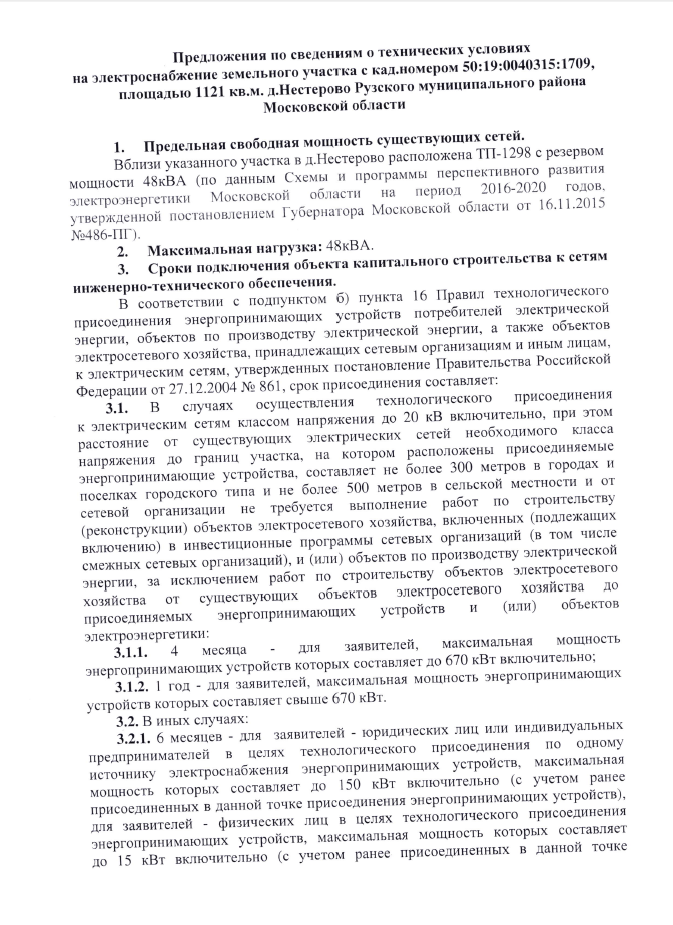 Предложения по сведениям о технических условиях
на электроснабжение земельного участка с кад.номером 50:19:0040315:1709,
площадью 1121 кв.м. д.Нестерово Рузского муниципального района
Московской области
1. Предельная свободная мощность существующих сетей.
Вблизи указанного участка в д.Нестерово расположена ТП-1298 с резервом
мощности 48кВА (по данным Схемы и программы перспективного развития
электроэнергетики Московской области на период 2016-2020 годов,
утвержденной постановлением Губернатора Московской области от 16.11.2015
№486-ПГ).
2. Максимальная нагрузка: 48кВА.
3. Сроки подключения объекта капитального строительства к сетям
инженерно-технического обеспечения.
В соответствии с подпунктом б) пункта 16 Правил технологического
присоединения энергопринимающих устройств потребителей электрической
энергии, объектов по производству электрической энергии, а также объектов
электросетевого хозяйства, принадлежащих сетевым организациям и иным лицам,
к электрическим сетям, утвержденных постановление Правительства Российской
Федерации от 27.12.2004 № 861, срок присоединения составляет:
3.1. В случаях осуществления технологического присоединения
к электрическим сетям классом напряжения до 20 кВ включительно, при этом
расстояние от существующих электрических сетей необходимого класса
напряжения до границ участка, на котором расположены присоединяемые
энергопринимающие устройства, составляет не более 300 метров в городах и
поселках городского типа и не более 500 метров в сельской местности и от
сетевой организации не требуется выполнение работ по строительству
(реконструкции) объектов электросетевого хозяйства, включенных (подлежащих
включению) в инвестиционные программы сетевых организаций (в том числе
смежных сетевых организаций), и (или) объектов по производству электрической
энергии, за исключением работ по строительству объектов электросетевого
хозяйства от существующих объектов электросетевого хозяйства до
присоединяемых энергопринимающих устройств и (или) объектов
электроэнергетики:
3.1.1. 4 месяца - для заявителей, максимальная мощность
энергопринимающих устройств которых составляет до 670 кВт включительно;
3.1.2. 1 год - для заявителей, максимальная мощность энергопринимающих
устройств которых составляет свыше 670 кВт.
3.2. В иных случаях:
3.2.1. 6 месяцев - для заявителей - юридических лиц или индивидуальных
предпринимателей в целях технологического присоединения по одному
источнику электроснабжения энергопринимающих устройств, максимальная
мощность которых составляет до 150 кВт включительно (с учетом ранее
присоединенных в данной точке присоединения энергопринимающих устройств),
для заявителей - физических лиц в целях технологического присоединения
энергопринимающих устройств, максимальная мощность которых составляет
до 15 кВт включительно (с учетом ранее присоединенных в данной точке